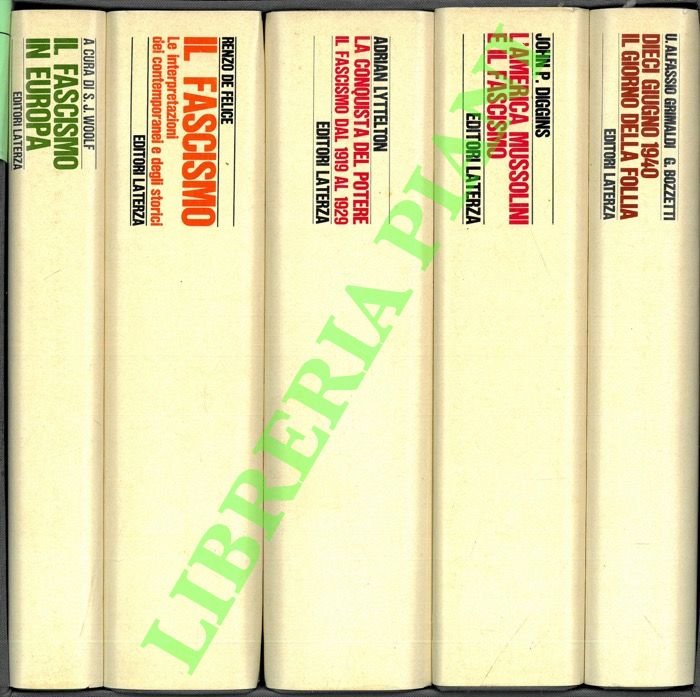 A CURA DI S. J. WOOLF
IL FASCISMO
IN EUROPA
EDITORI LATERZA
RENZO DE FELICE
IL FASCISMO
Le interpretazioni
dei contemporanei e degli storici
EDITORI LATERZA
ADRIAN LYTTELTON
LA CONQUISTA DEL POTERE
IL FASCISMO DAL 1919 AL 1929
EDITORI LATERZA
JOHN P. DIGGINS
L'AMERICA MUSSOLINI
E IL FASCISMO
EDITORI LATERZA
U. ALFASSIO GRIMALDI G. BOZZETTI
DIECI GIUGNO 1940
IL GIORNO DELLA FOLLIA
EDITORI LATERZA
LIBRERIA PIANI